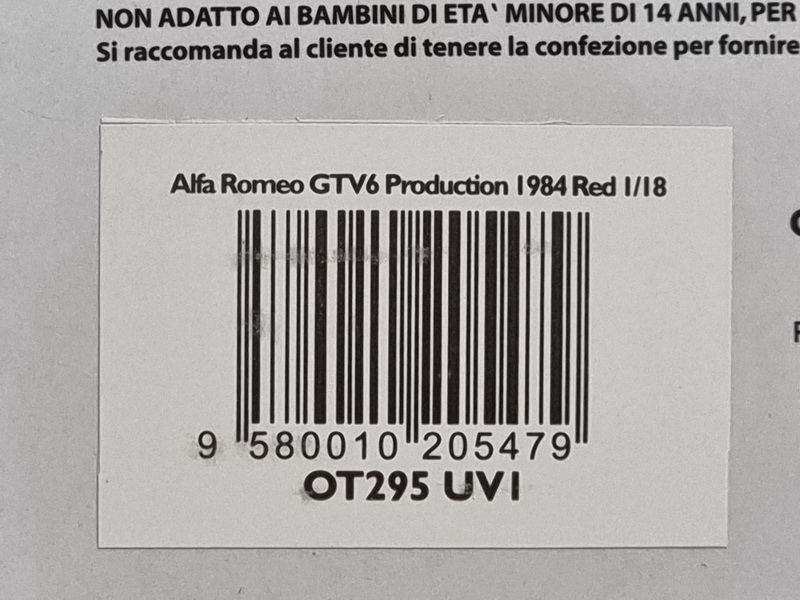 NON ADATTO AI BAMBINI DI ETA` MINORE DI 14 ANNI, PER
Si raccomanda al cliente di tenere la confezione per fornire
Alfa Romeo GTV6 Production 1984 Red 1/18
9 580010 205479
OT295 UV1